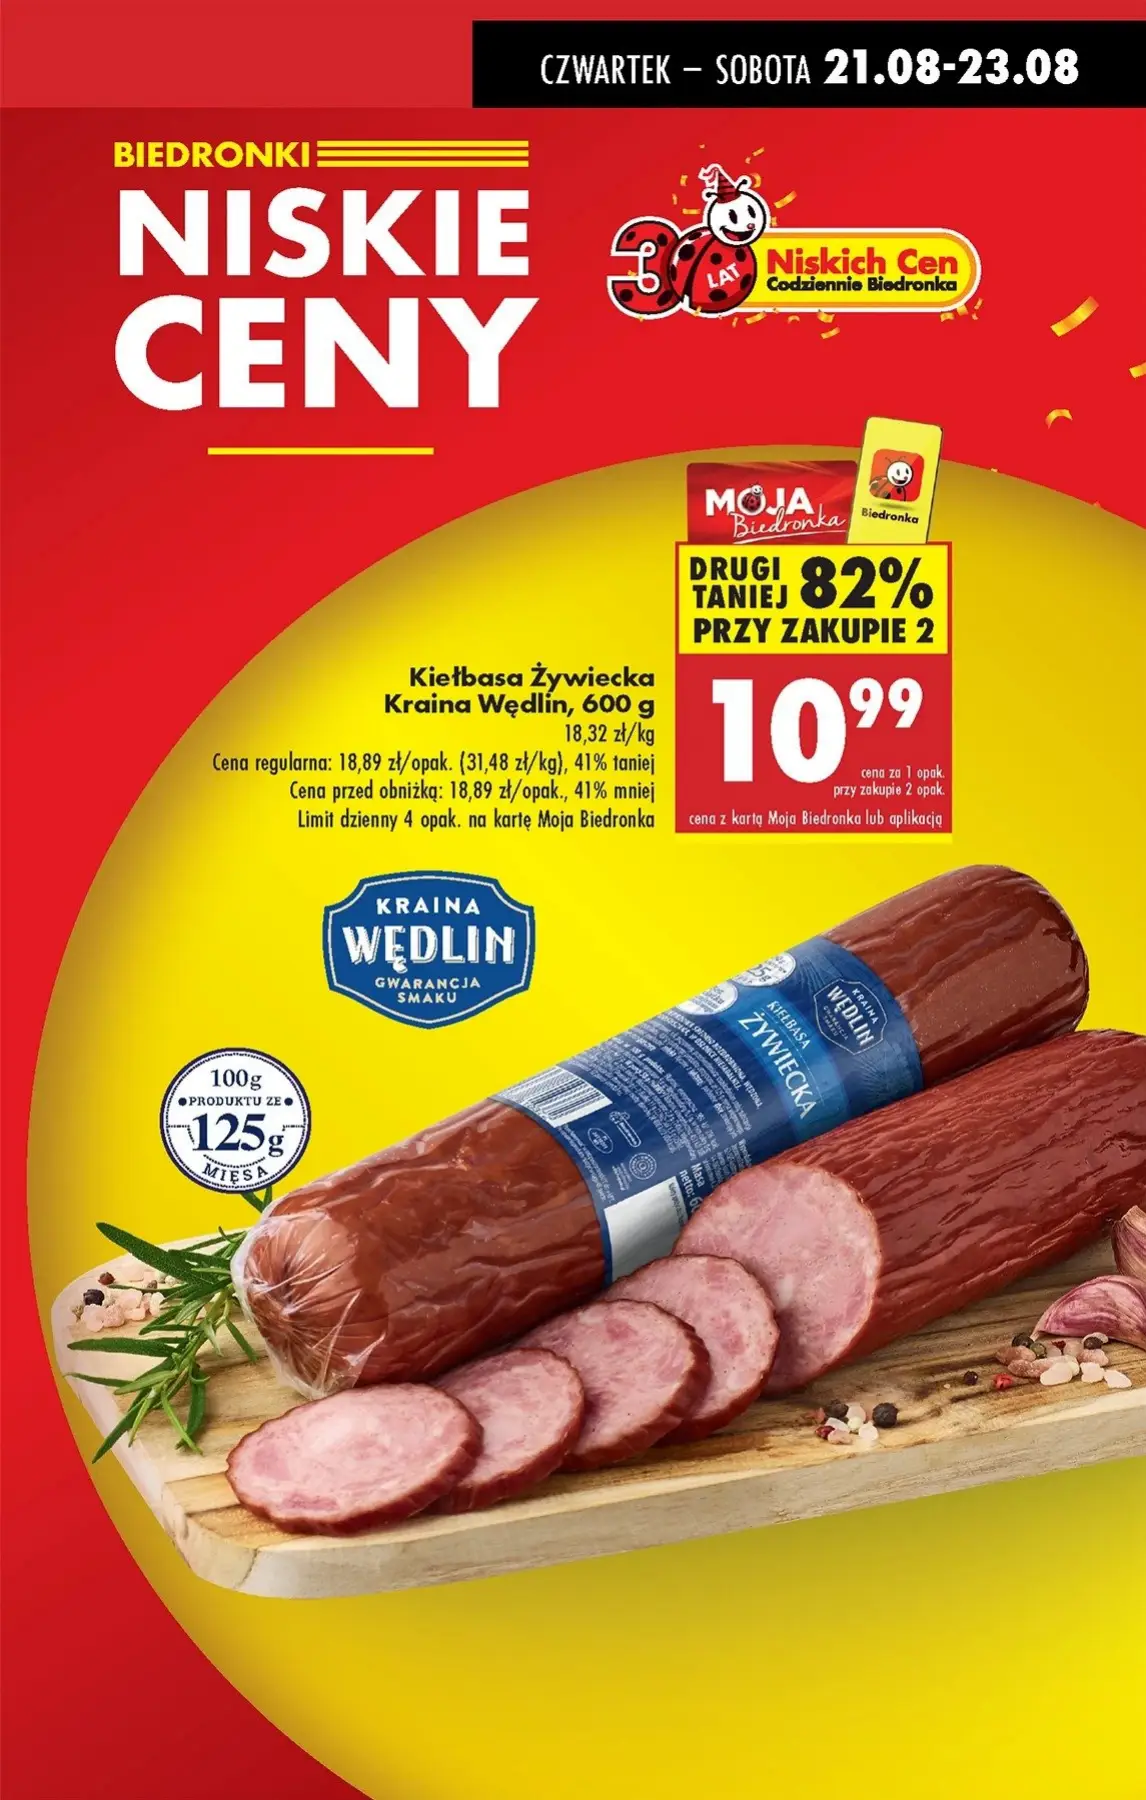 CZWARTEK – SOBOTA 21.08-23.08
BIEDRONKI
NISKIE
CENY
30 LAT
Niskich Cen
Codziennie Biedronka
MOJA
Biedronka
Biedronka
DRUGI
TANIEJ 82%
PRZY ZAKUPIE 2
Kiełbasa Żywiecka
Kraina Wędlin, 600 g
18,32 zł/kg
Cena regularna: 18,89 zł/opak. (31,48 zł/kg), 41% taniej
Cena przed obniżką: 18,89 zł/opak., 41% mniej
Limit dzienny 4 opak. na kartę Moja Biedronka
10 99
cena za 1 opak.
przy zakupie 2 opak.
cena z kartą Moja Biedronka lub aplikacją
KRAINA
WĘDLIN
GWARANCJA
SMAKU
100g
PRODUKTU ZE
125g
MIĘSA
KRAINA
WĘDLIN
GWARANCJA
SMAKU
KIEŁBASA
ŻYWIECKA
Masa
netto: